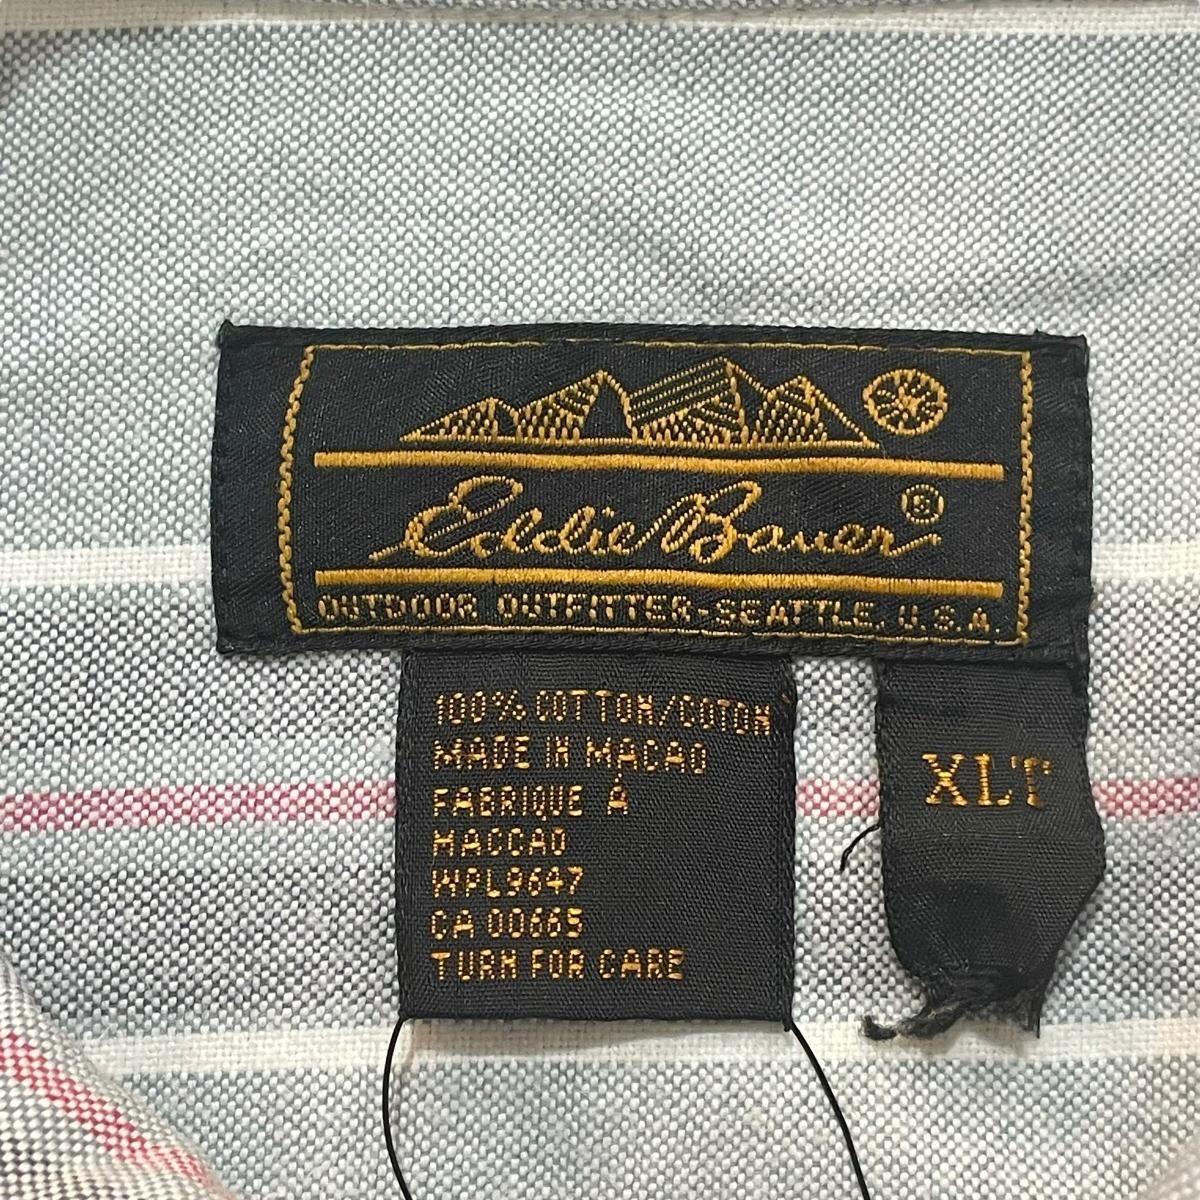 Eddie Bauer ®
OUTDOOR OUTFITTER-SEATTLE, U.S.A.
100% COTTON/COTON
MADE IN MACAO
FABRIQUE À
MACCAO
WPL9647
CA 00665
TURN FOR CARE
XLT